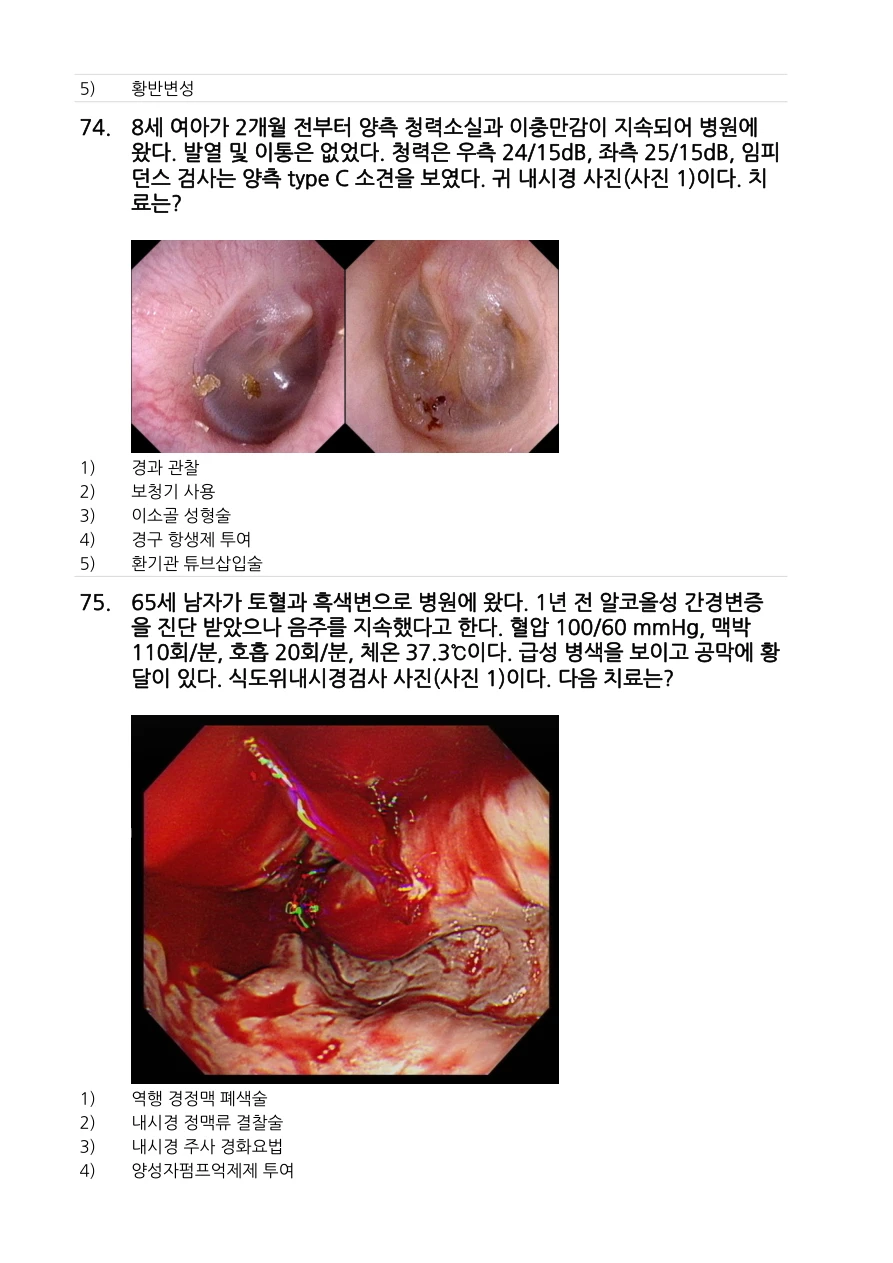 5) 황반변성
74. 8세 여아가 2개월 전부터 양측 청력소실과 이충만감이 지속되어 병원에
왔다. 발열 및 이통은 없었다. 청력은 우측 24/15dB, 좌측 25/15dB, 임피
던스 검사는 양측 type C 소견을 보였다. 귀 내시경 사진(사진 1)이다. 치
료는?
1) 경과 관찰
2) 보청기 사용
3) 이소골 성형술
4) 경구 항생제 투여
5) 환기관 튜브삽입술
75. 65세 남자가 토혈과 흑색변으로 병원에 왔다. 1년 전 알코올성 간경변증
을 진단 받았으나 음주를 지속했다고 한다. 혈압 100/60 mmHg, 맥박
110회/분, 호흡 20회/분, 체온 37.3℃이다. 급성 병색을 보이고 공막에 황
달이 있다. 식도위내시경검사 사진(사진 1)이다. 다음 치료는?
1) 역행 경정맥 폐색술
2) 내시경 정맥류 결찰술
3) 내시경 주사 경화요법
4) 양성자펌프억제제 투여